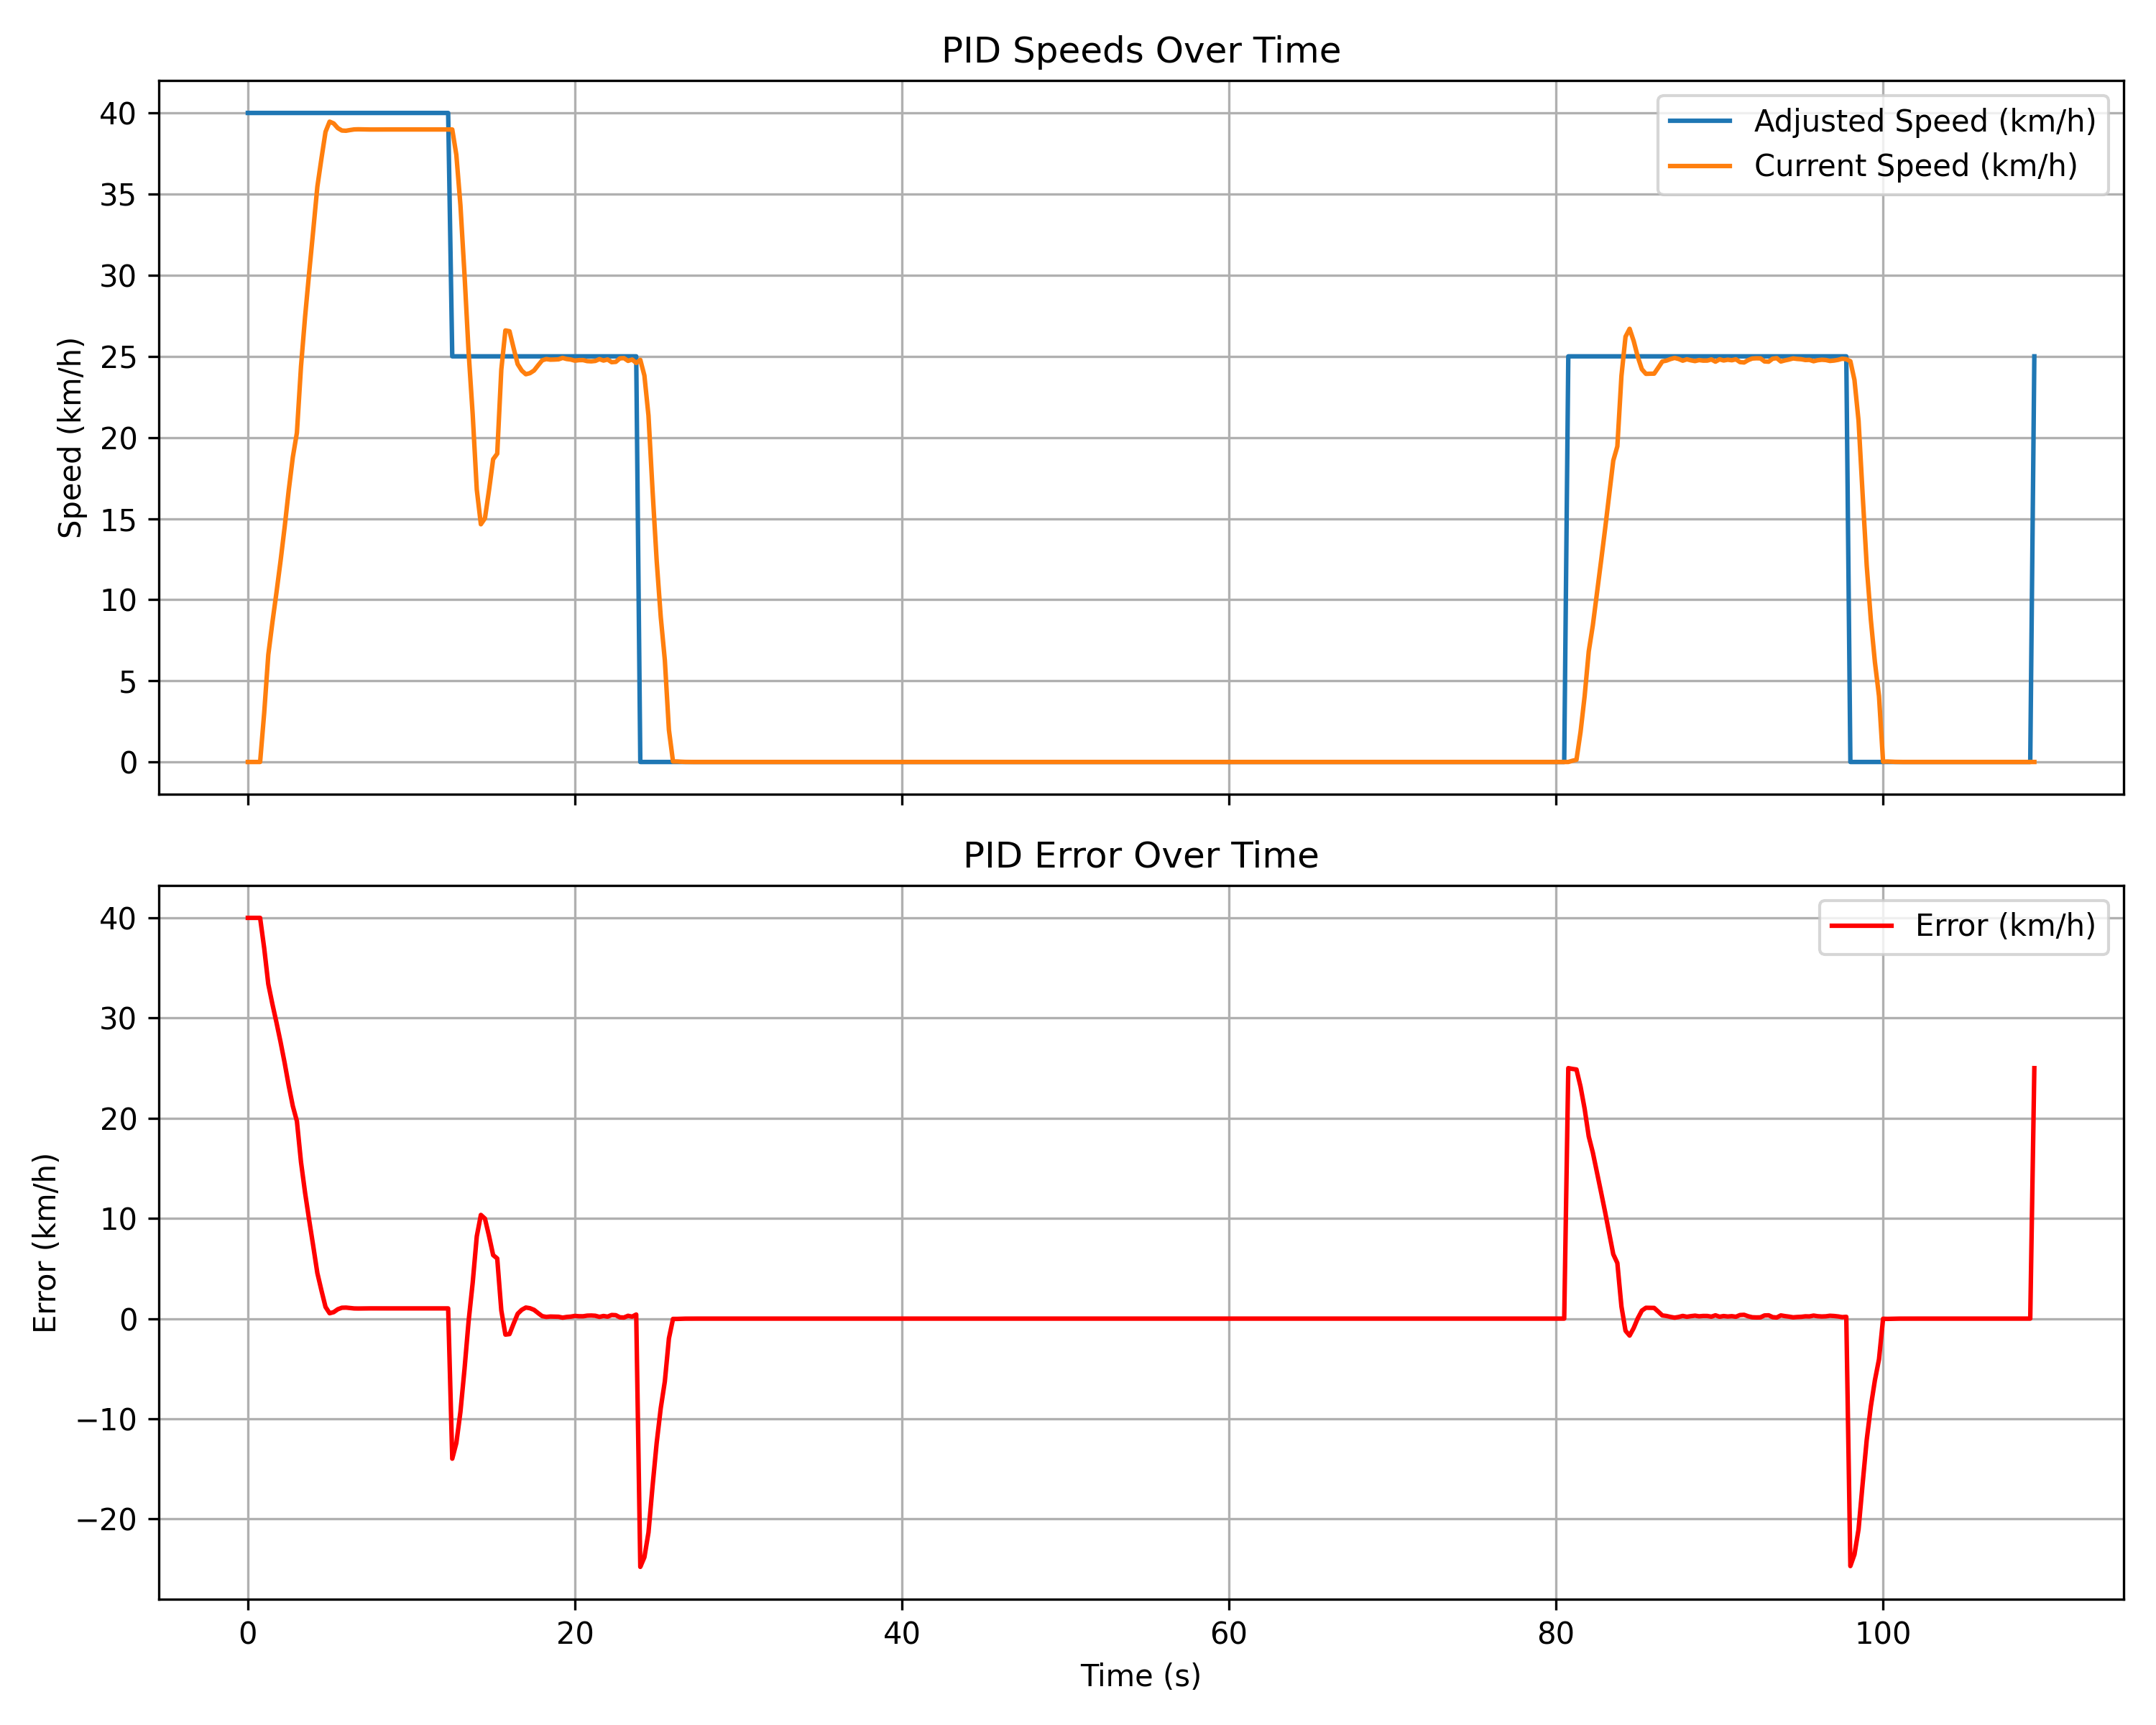 PID Speeds Over Time
Adjusted Speed (km/h)
Current Speed (km/h)
Speed (km/h)
40
35
30
25
20
15
10
5
0
PID Error Over Time
Error (km/h)
Error (km/h)
40
30
20
10
0
−10
−20
0 20 40 60 80 100
Time (s)